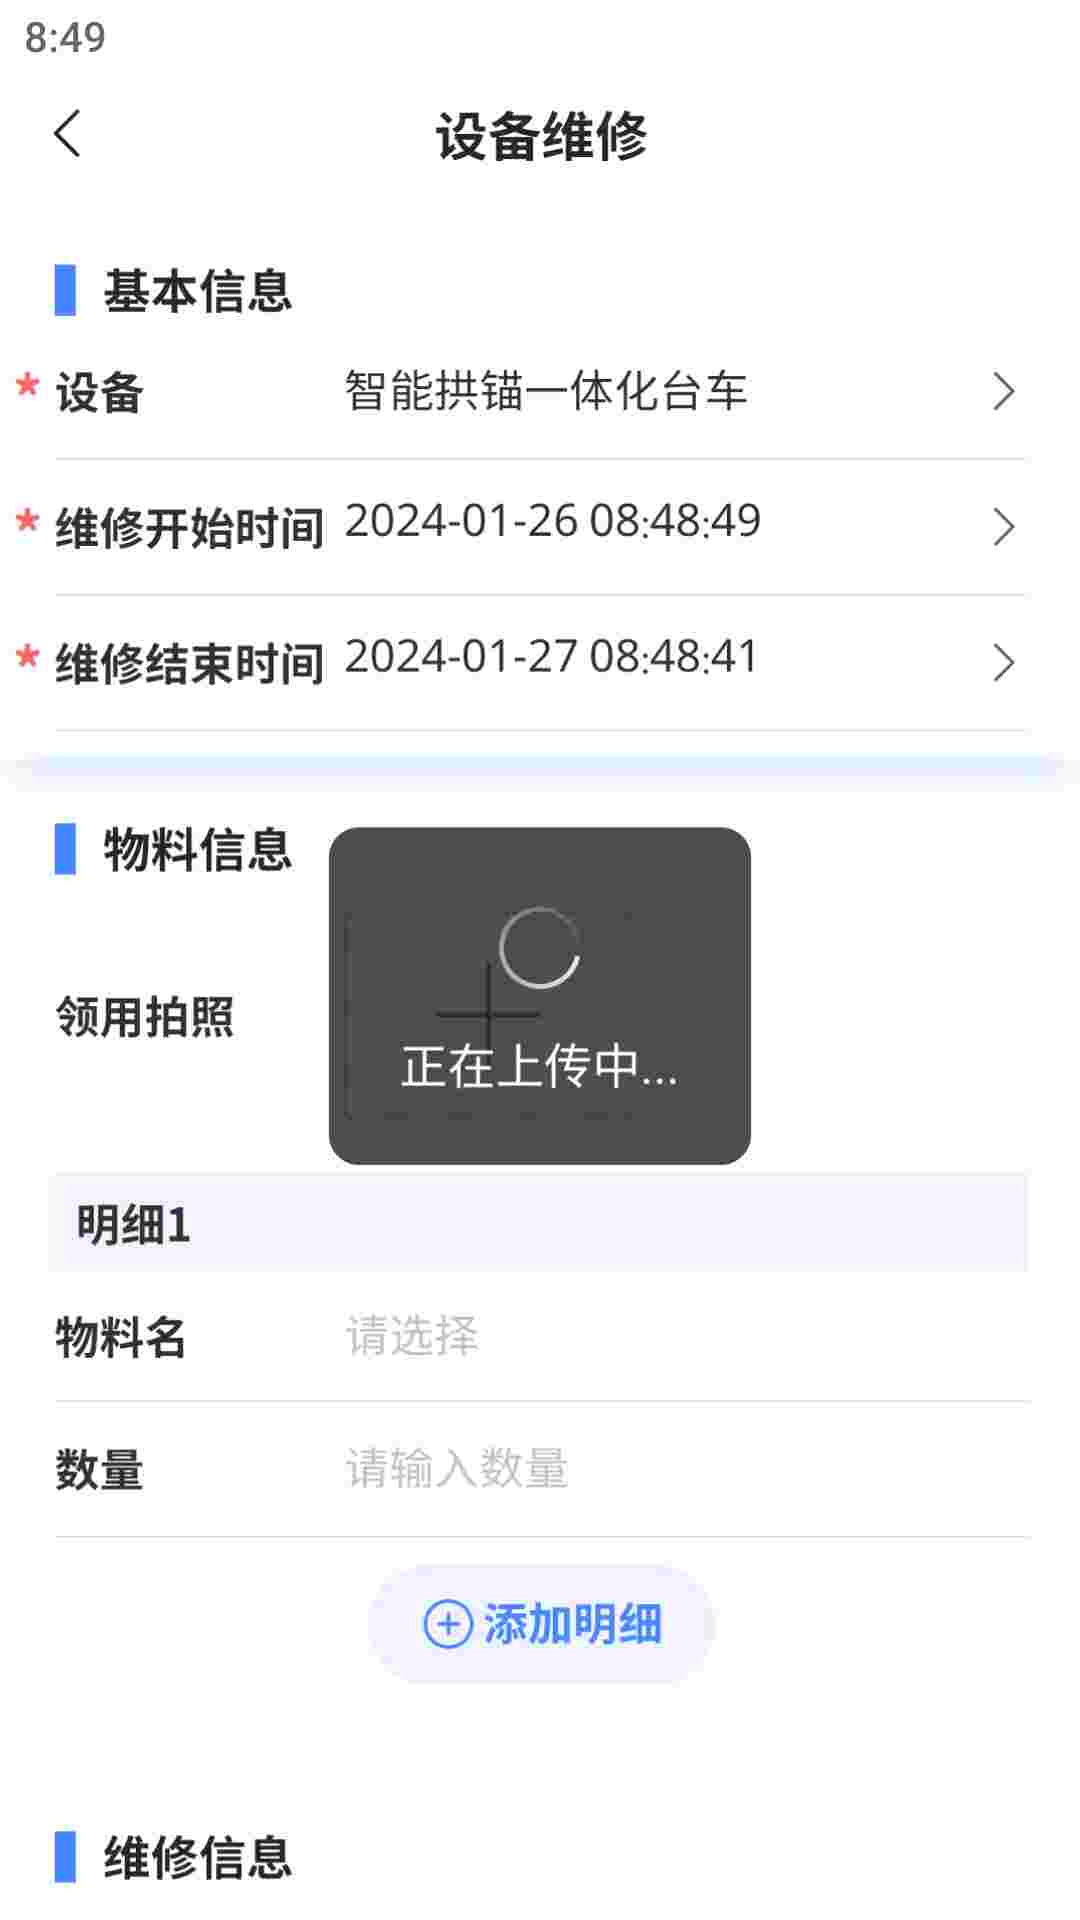 8:49
设备维修
基本信息
* 设备 智能拱锚一体化台车
* 维修开始时间 2024-01-26 08:48:49
* 维修结束时间 2024-01-27 08:48:41
物料信息
领用拍照
正在上传中...
明细1
物料名 请选择
数量 请输入数量
添加明细
维修信息